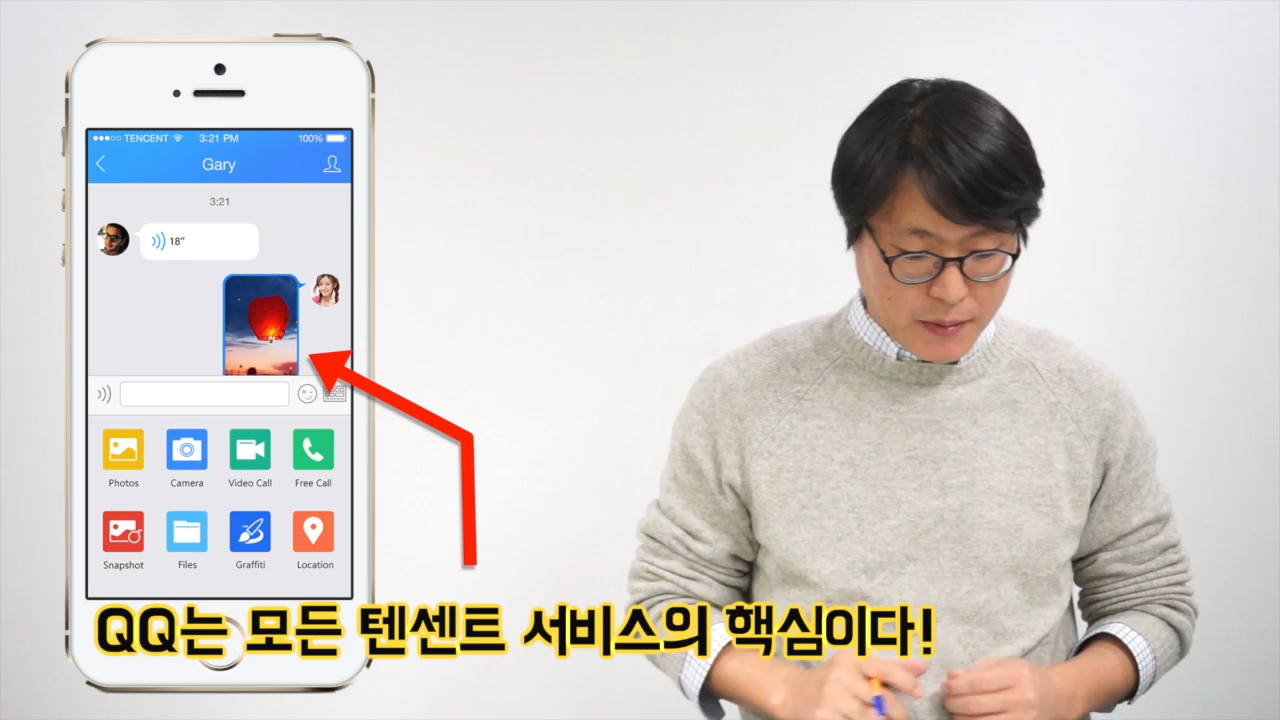 TENCENT 3:21 PM 100%
Gary
3:21
18"
Photos Camera Video Call Free Call
Snapshot Files Graffiti Location
QQ는 모든 텐센트 서비스의 핵심이다!